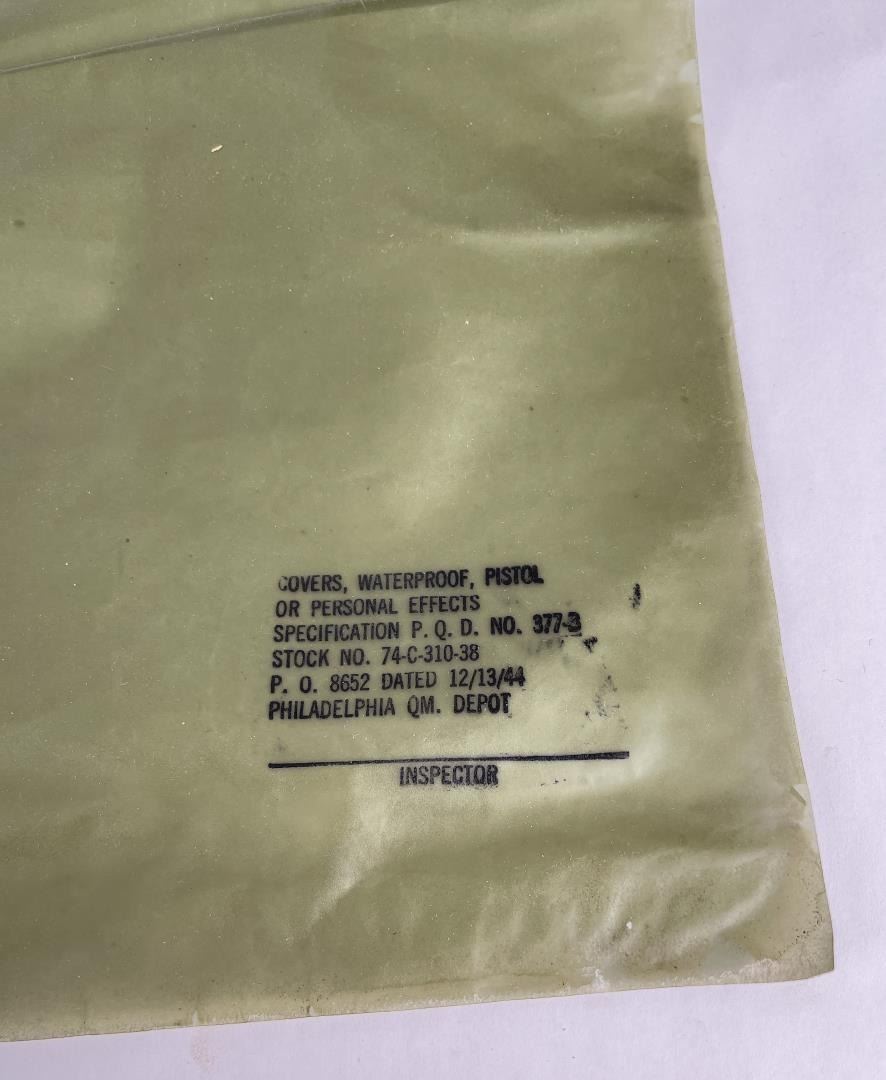 COVERS, WATERPROOF, PISTOL
OR PERSONAL EFFECTS
SPECIFICATION P. Q. D. NO. 377-B
STOCK NO. 74-C-310-38
P. O. 8652 DATED 12/13/44
PHILADELPHIA QM. DEPOT
INSPECTOR